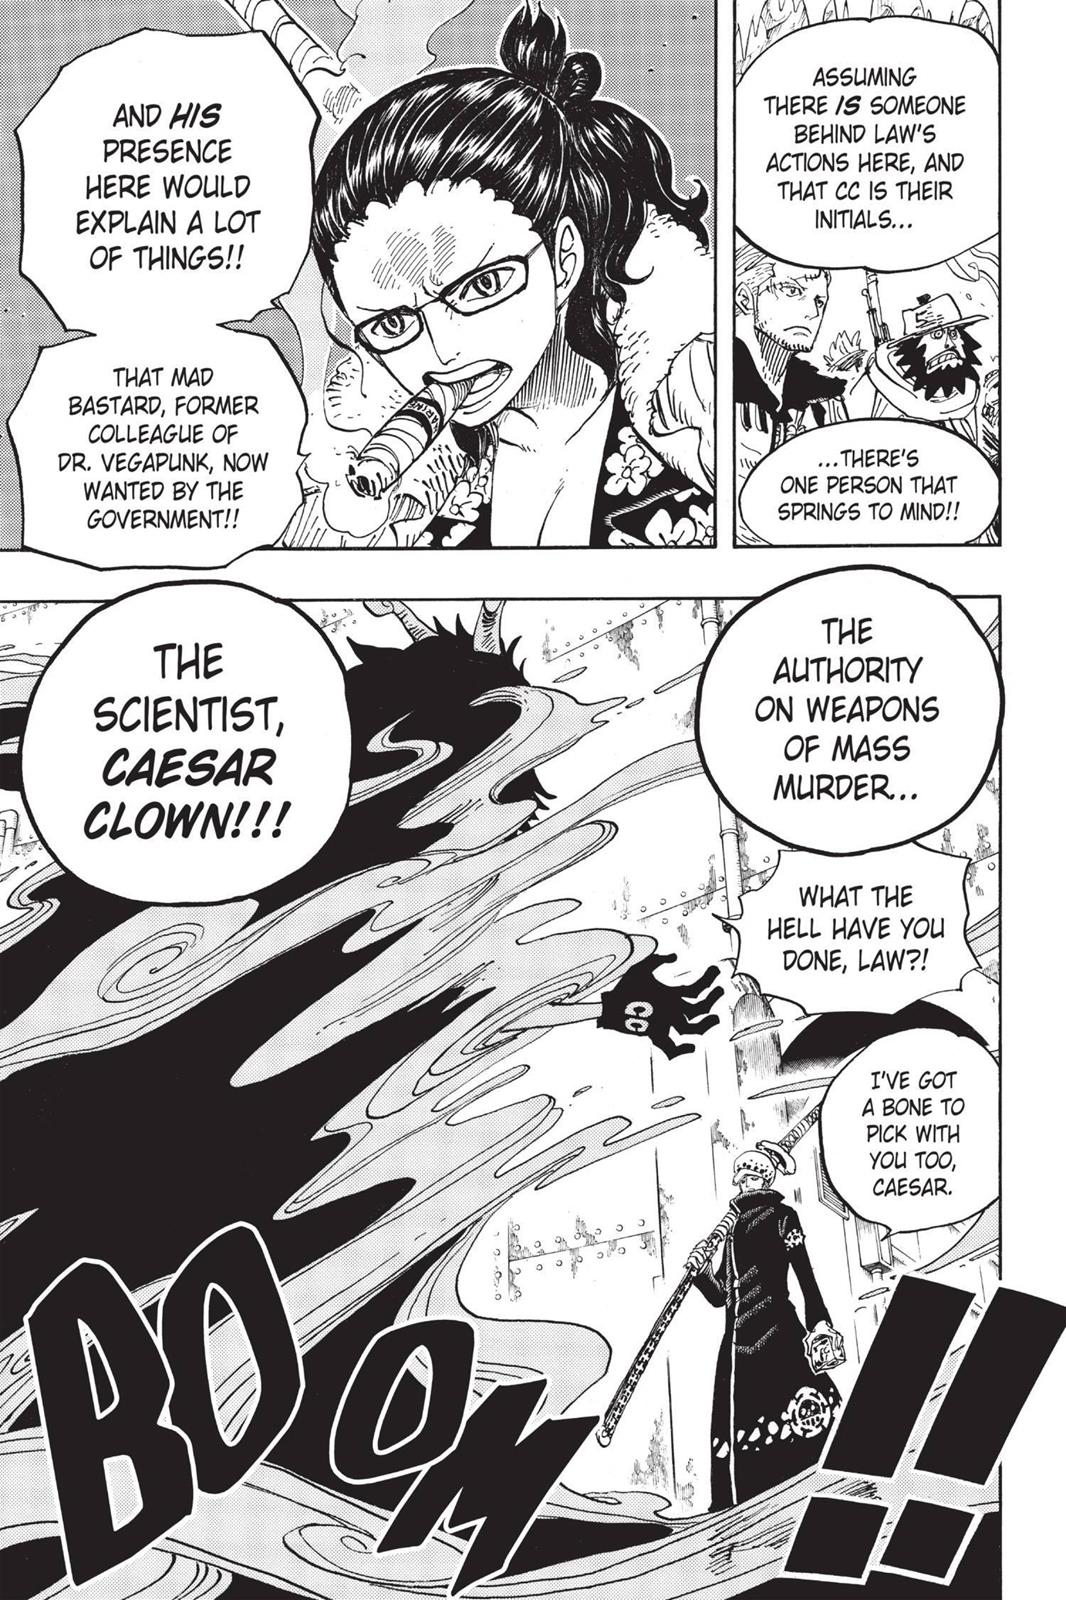 ASSUMING
THERE IS SOMEONE
BEHIND LAW'S
ACTIONS HERE, AND
THAT CC IS THEIR
INITIALS...
...THERE'S
ONE PERSON THAT
SPRINGS TO MIND!!
AND HIS
PRESENCE
HERE WOULD
EXPLAIN A LOT
OF THINGS!!
THAT MAD
BASTARD, FORMER
COLLEAGUE OF
DR. VEGAPUNK, NOW
WANTED BY THE
GOVERNMENT!!
THE
AUTHORITY
ON WEAPONS
OF MASS
MURDER...
THE
SCIENTIST,
CAESAR
CLOWN!!!
WHAT THE
HELL HAVE YOU
DONE, LAW?!
CC
I'VE GOT
A BONE TO
PICK WITH
YOU TOO,
CAESAR.
BOOM!!